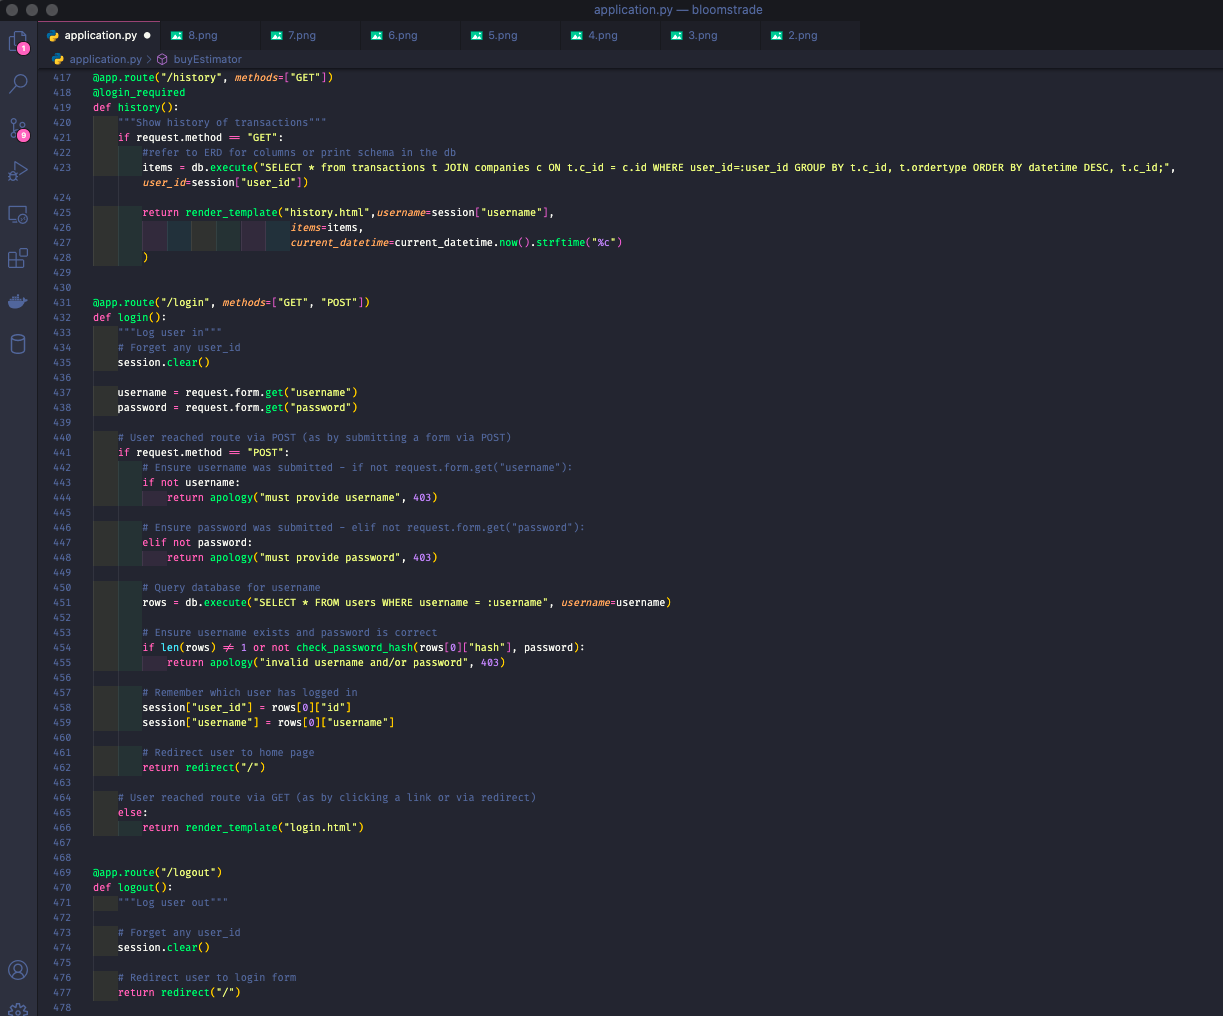 application.py — bloomstrade
application.py ● 8.png 7.png 6.png 5.png 4.png 3.png 2.png
application.py > buyEstimator
1
9
417 @app.route("/history", methods=["GET"])
418 @login_required
419 def history():
420 """Show history of transactions"""
421 if request.method == "GET":
422 #refer to ERD for columns or print schema in the db
423 items = db.execute("SELECT * from transactions t JOIN companies c ON t.c_id = c.id WHERE user_id=:user_id GROUP BY t.c_id, t.ordertype ORDER BY datetime DESC, t.c_id;",
user_id=session["user_id"])
424
425 return render_template("history.html",username=session["username"],
426 items=items,
427 current_datetime=current_datetime.now().strftime("%c")
428 )
429
430
431 @app.route("/login", methods=["GET", "POST"])
432 def login():
433 """Log user in"""
434 # Forget any user_id
435 session.clear()
436
437 username = request.form.get("username")
438 password = request.form.get("password")
439
440 # User reached route via POST (as by submitting a form via POST)
441 if request.method == "POST":
442 # Ensure username was submitted - if not request.form.get("username"):
443 if not username:
444 return apology("must provide username", 403)
445
446 # Ensure password was submitted - elif not request.form.get("password"):
447 elif not password:
448 return apology("must provide password", 403)
449
450 # Query database for username
451 rows = db.execute("SELECT * FROM users WHERE username = :username", username=username)
452
453 # Ensure username exists and password is correct
454 if len(rows) != 1 or not check_password_hash(rows[0]["hash"], password):
455 return apology("invalid username and/or password", 403)
456
457 # Remember which user has logged in
458 session["user_id"] = rows[0]["id"]
459 session["username"] = rows[0]["username"]
460
461 # Redirect user to home page
462 return redirect("/")
463
464 # User reached route via GET (as by clicking a link or via redirect)
465 else:
466 return render_template("login.html")
467
468
469 @app.route("/logout")
470 def logout():
471 """Log user out"""
472
473 # Forget any user_id
474 session.clear()
475
476 # Redirect user to login form
477 return redirect("/")
478